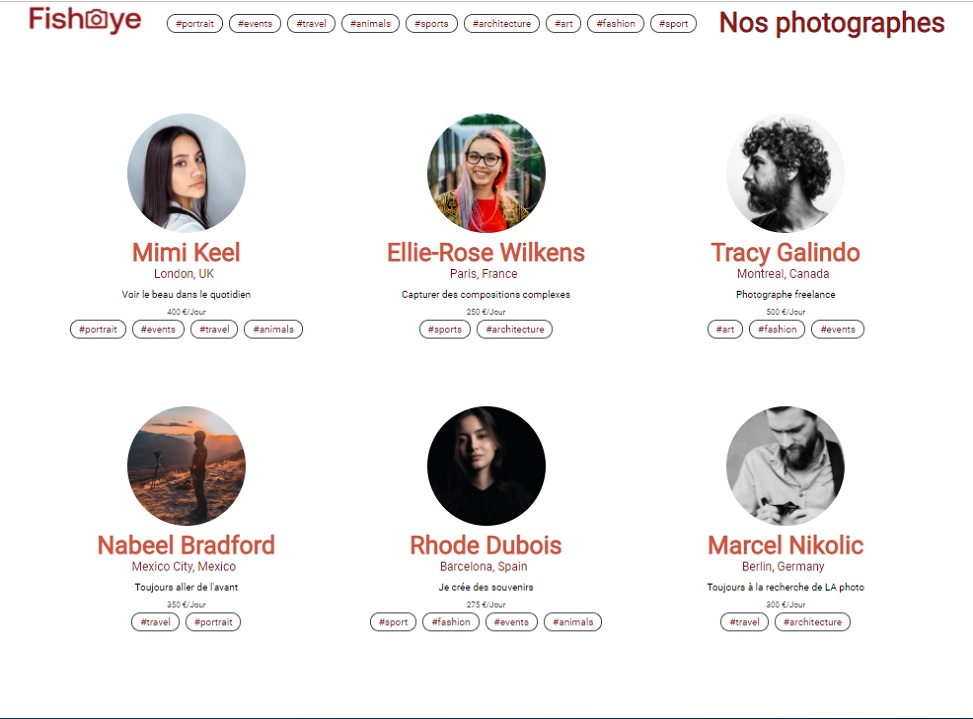 FishEye
#portrait #events #travel #animals #sports #architecture #art #fashion #sport
Nos photographes
Mimi Keel
London, UK
Voir le beau dans le quotidien
400 €/Jour
#portrait #events #travel #animals
Ellie-Rose Wilkens
Paris, France
Capturer des compositions complexes
250 €/Jour
#sports #architecture
Tracy Galindo
Montreal, Canada
Photographe freelance
500 €/Jour
#art #fashion #events
Nabeel Bradford
Mexico City, Mexico
Toujours aller de l'avant
350 €/Jour
#travel #portrait
Rhode Dubois
Barcelona, Spain
Je crée des souvenirs
275 €/Jour
#sport #fashion #events #animals
Marcel Nikolic
Berlin, Germany
Toujours à la recherche de LA photo
300 €/Jour
#travel #architecture